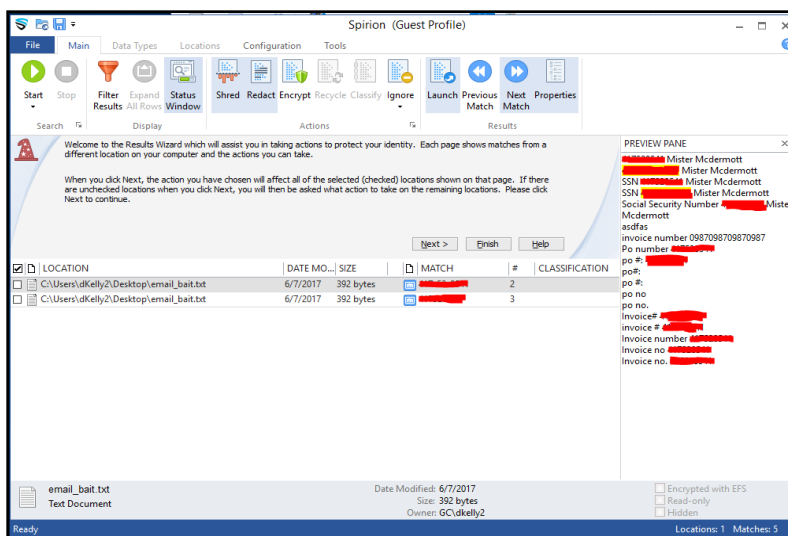 Spirion (Guest Profile)
File Main Data Types Locations Configuration Tools
Start Stop Filter Results Expand All Rows Status Window Shred Redact Encrypt Recycle Classify Ignore Launch Previous Match Next Match Properties
Search Display Actions Results
Welcome to the Results Wizard which will assist you in taking actions to protect your identity. Each page shows matches from a
different location on your computer and the actions you can take.
When you click Next, the action you have chosen will affect all of the selected (checked) locations shown on that page. If there
are unchecked locations when you click Next, you will then be asked what action to take on the remaining locations. Please click
Next to continue.
Next > Finish Help
LOCATION DATE MO... SIZE MATCH # CLASSIFICATION
C:\Users\dKelly2\Desktop\email_bait.txt 6/7/2017 392 bytes 2
C:\Users\dKelly2\Desktop\email_bait.txt 6/7/2017 392 bytes 3
PREVIEW PANE
Mister Mcdermott
Mister Mcdermott
SSN Mister Mcdermott
SSN Mister Mcdermott
Social Security Number Miste
Mcdermott
asdfas
invoice number 0987098709870987
Po number
po #:
po#:
po #:
po no
po no.
Invoice#
invoice #
Invoice number
Invoice no
Invoice no.
email_bait.txt
Text Document
Date Modified: 6/7/2017
Size: 392 bytes
Owner: GC\dkelly2
Encrypted with EFS
Read-only
Hidden
Ready Locations: 1 Matches: 5